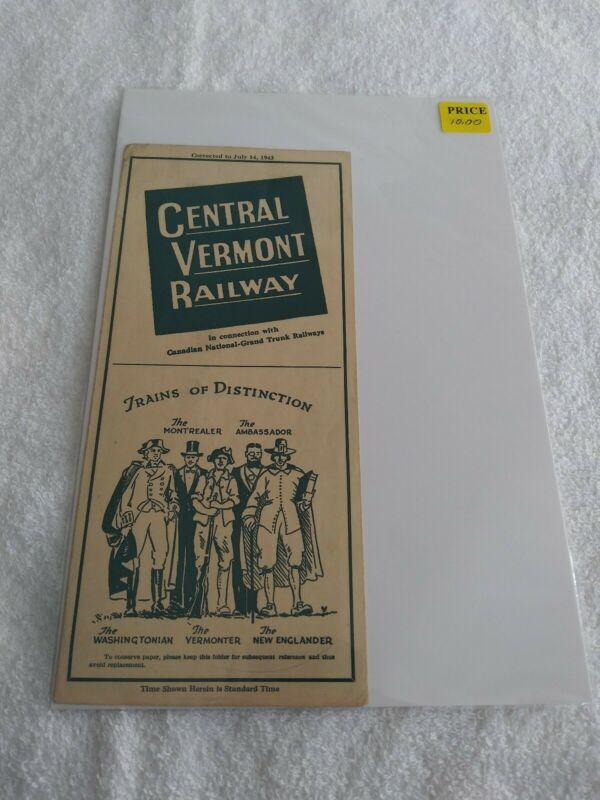 PRICE
10.00
Corrected to July 14, 1943
CENTRAL
VERMONT
RAILWAY
in connection with
Canadian National-Grand Trunk Railways
TRAINS OF DISTINCTION
The MONTREALER
The AMBASSADOR
The WASHINGTONIAN
The VERMONTER
The NEW ENGLANDER
To conserve paper, please keep this folder for subsequent reference and thus
avoid replacement.
Time Shown Herein is Standard Time